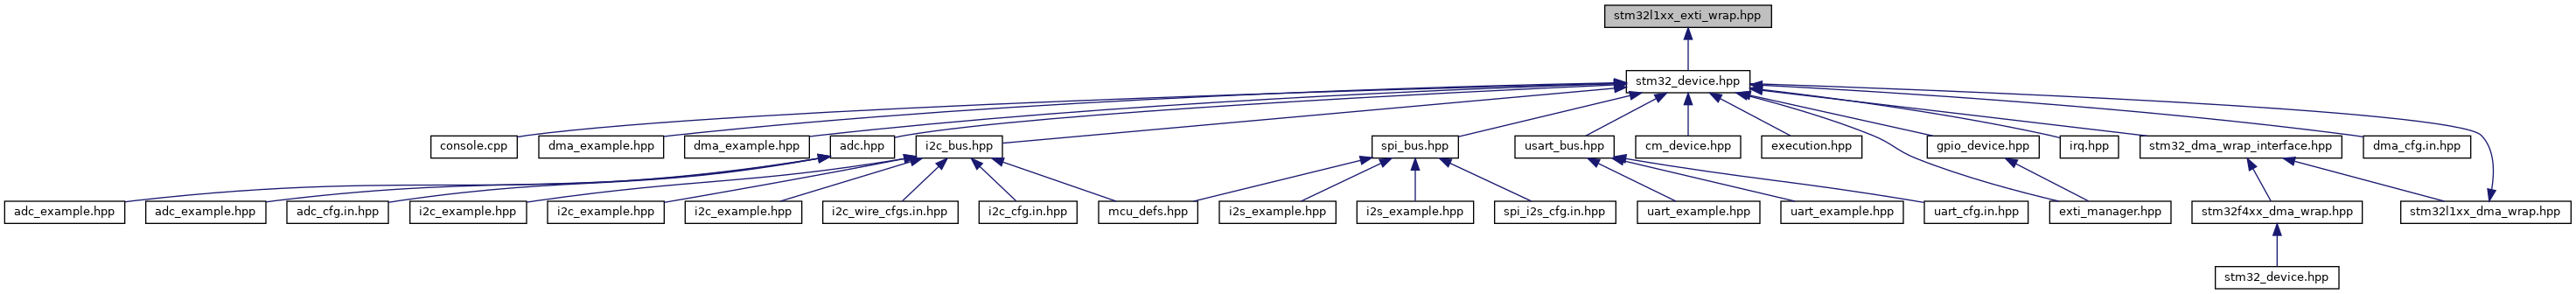 stm32l1xx_exti_wrap.hpp
stm32_device.hpp
console.cpp
dma_example.hpp
dma_example.hpp
adc.hpp
i2c_bus.hpp
spi_bus.hpp
usart_bus.hpp
cm_device.hpp
execution.hpp
gpio_device.hpp
irq.hpp
stm32_dma_wrap_interface.hpp
dma_cfg.in.hpp
adc_example.hpp
adc_example.hpp
adc_cfg.in.hpp
i2c_example.hpp
i2c_example.hpp
i2c_example.hpp
i2c_wire_cfgs.in.hpp
i2c_cfg.in.hpp
mcu_defs.hpp
i2s_example.hpp
i2s_example.hpp
spi_i2s_cfg.in.hpp
uart_example.hpp
uart_example.hpp
uart_cfg.in.hpp
exti_manager.hpp
stm32f4xx_dma_wrap.hpp
stm32l1xx_dma_wrap.hpp
stm32_device.hpp